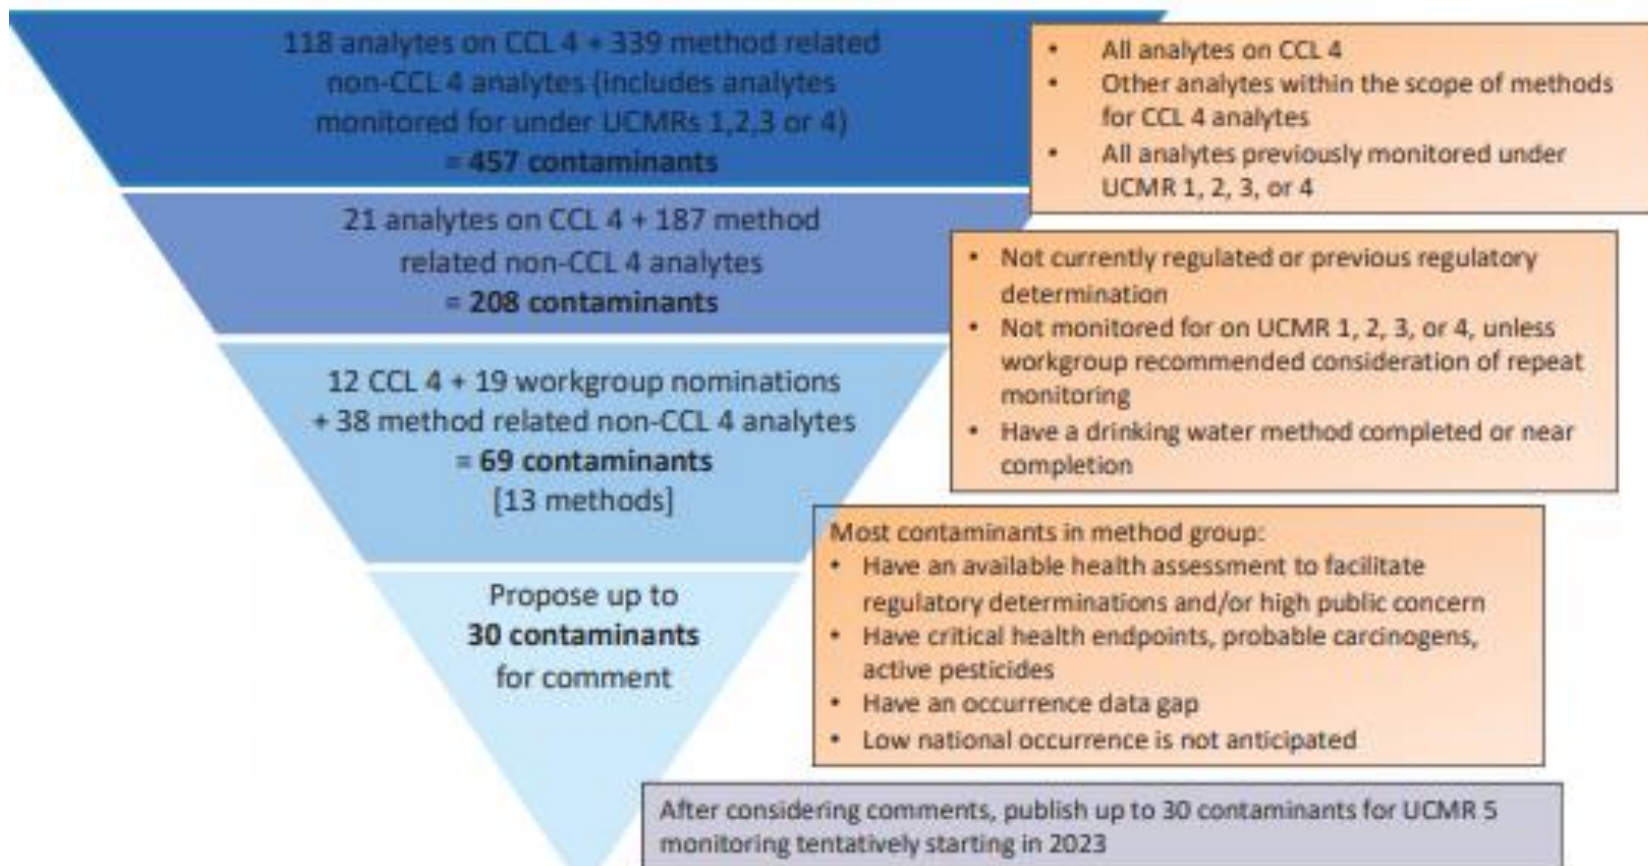 118 analytes on CCL 4 + 339 method related
non-CCL 4 analytes (includes analytes
monitored for under UCMRs 1,2,3 or 4)
= 457 contaminants
• All analytes on CCL 4
• Other analytes within the scope of methods
for CCL 4 analytes
• All analytes previously monitored under
UCMR 1, 2, 3, or 4
21 analytes on CCL 4 + 187 method
related non-CCL 4 analytes
= 208 contaminants
• Not currently regulated or previous regulatory
determination
• Not monitored for on UCMR 1, 2, 3, or 4, unless
workgroup recommended consideration of repeat
monitoring
• Have a drinking water method completed or near
completion
12 CCL 4 + 19 workgroup nominations
+ 38 method related non-CCL 4 analytes
= 69 contaminants
[13 methods]
Most contaminants in method group:
• Have an available health assessment to facilitate
regulatory determinations and/or high public concern
• Have critical health endpoints, probable carcinogens,
active pesticides
• Have an occurrence data gap
• Low national occurrence is not anticipated
Propose up to
30 contaminants
for comment
After considering comments, publish up to 30 contaminants for UCMR 5
monitoring tentatively starting in 2023